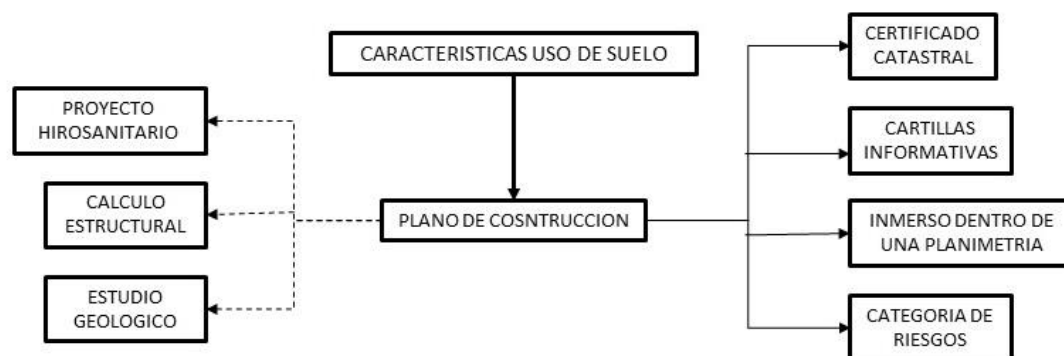 CARACTERISTICAS USO DE SUELO
PROYECTO
HIROSANITARIO
CALCULO
ESTRUCTURAL
ESTUDIO
GEOLOGICO
PLANO DE COSNTRUCCION
CERTIFICADO
CATASTRAL
CARTILLAS
INFORMATIVAS
INMERSO DENTRO DE
UNA PLANIMETRIA
CATEGORIA DE
RIESGOS